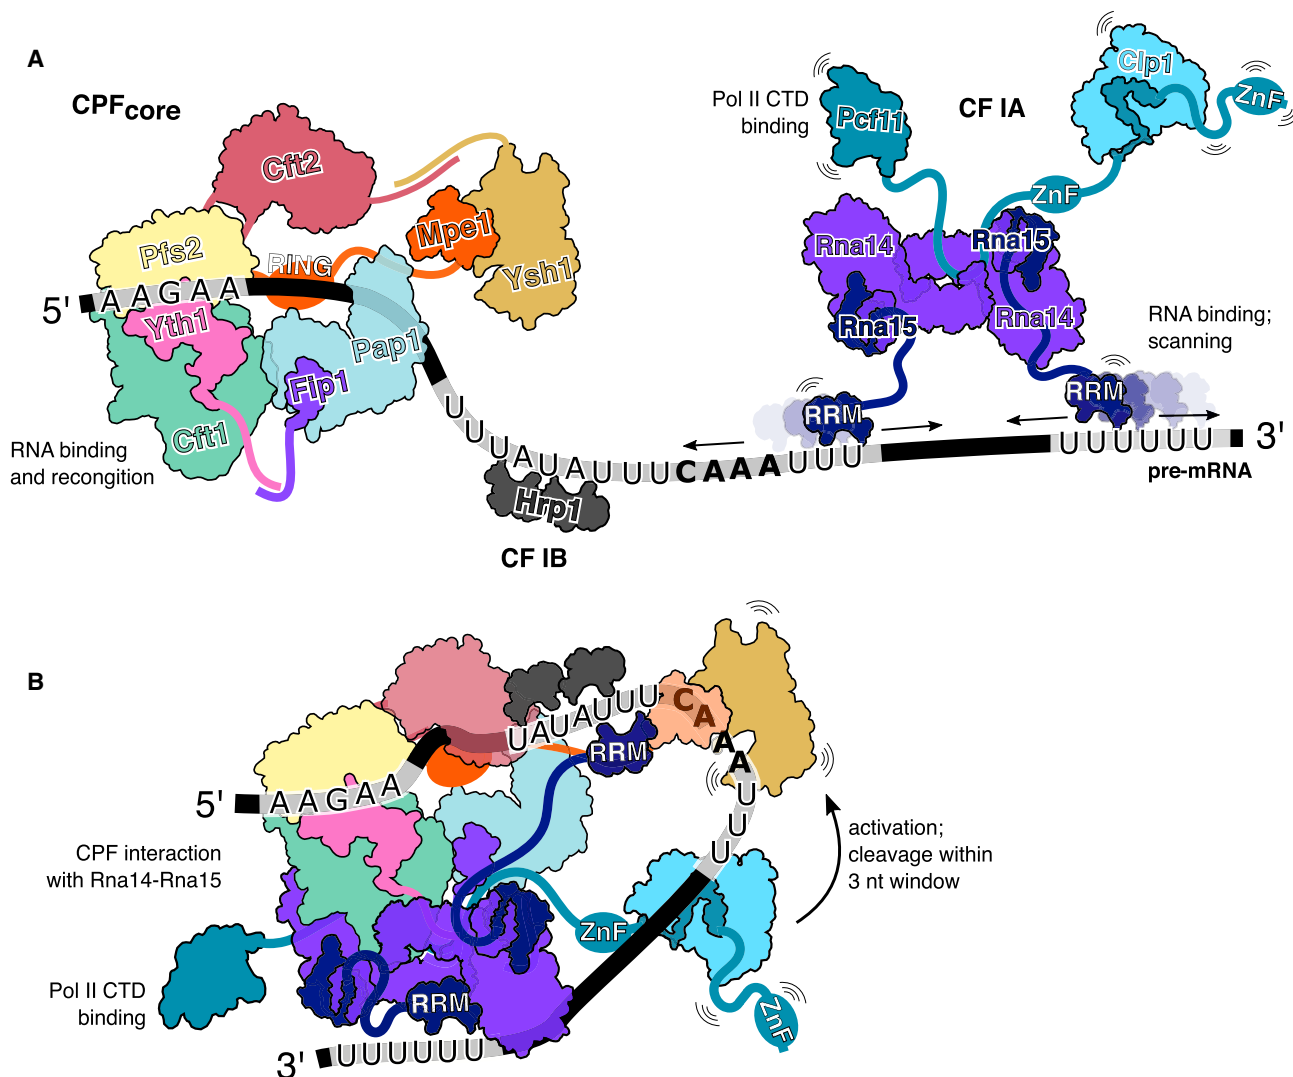 A
CPFcore
Cft2
Pfs2
RING
Mpe1
Ysh1
5' AAGAA
Yth1
Pap1
Fip1
Cft1
RNA binding
and recongition
UUUAUAUUUCAAAUUU
Hrp1
CF IB
Pol II CTD
binding
Pcf11
CF IA
Clp1
ZnF
ZnF
Rna14
Rna15
Rna15
Rna14
RNA binding;
scanning
RRM
RRM
UUUUUU 3'
pre-mRNA
B
UAUAUUU CAAAUUU
RRM
5' AAGAA
CPF interaction
with Rna14-Rna15
activation;
cleavage within
3 nt window
ZnF
Pol II CTD
binding
RRM
ZnF
3' UUUUUUU